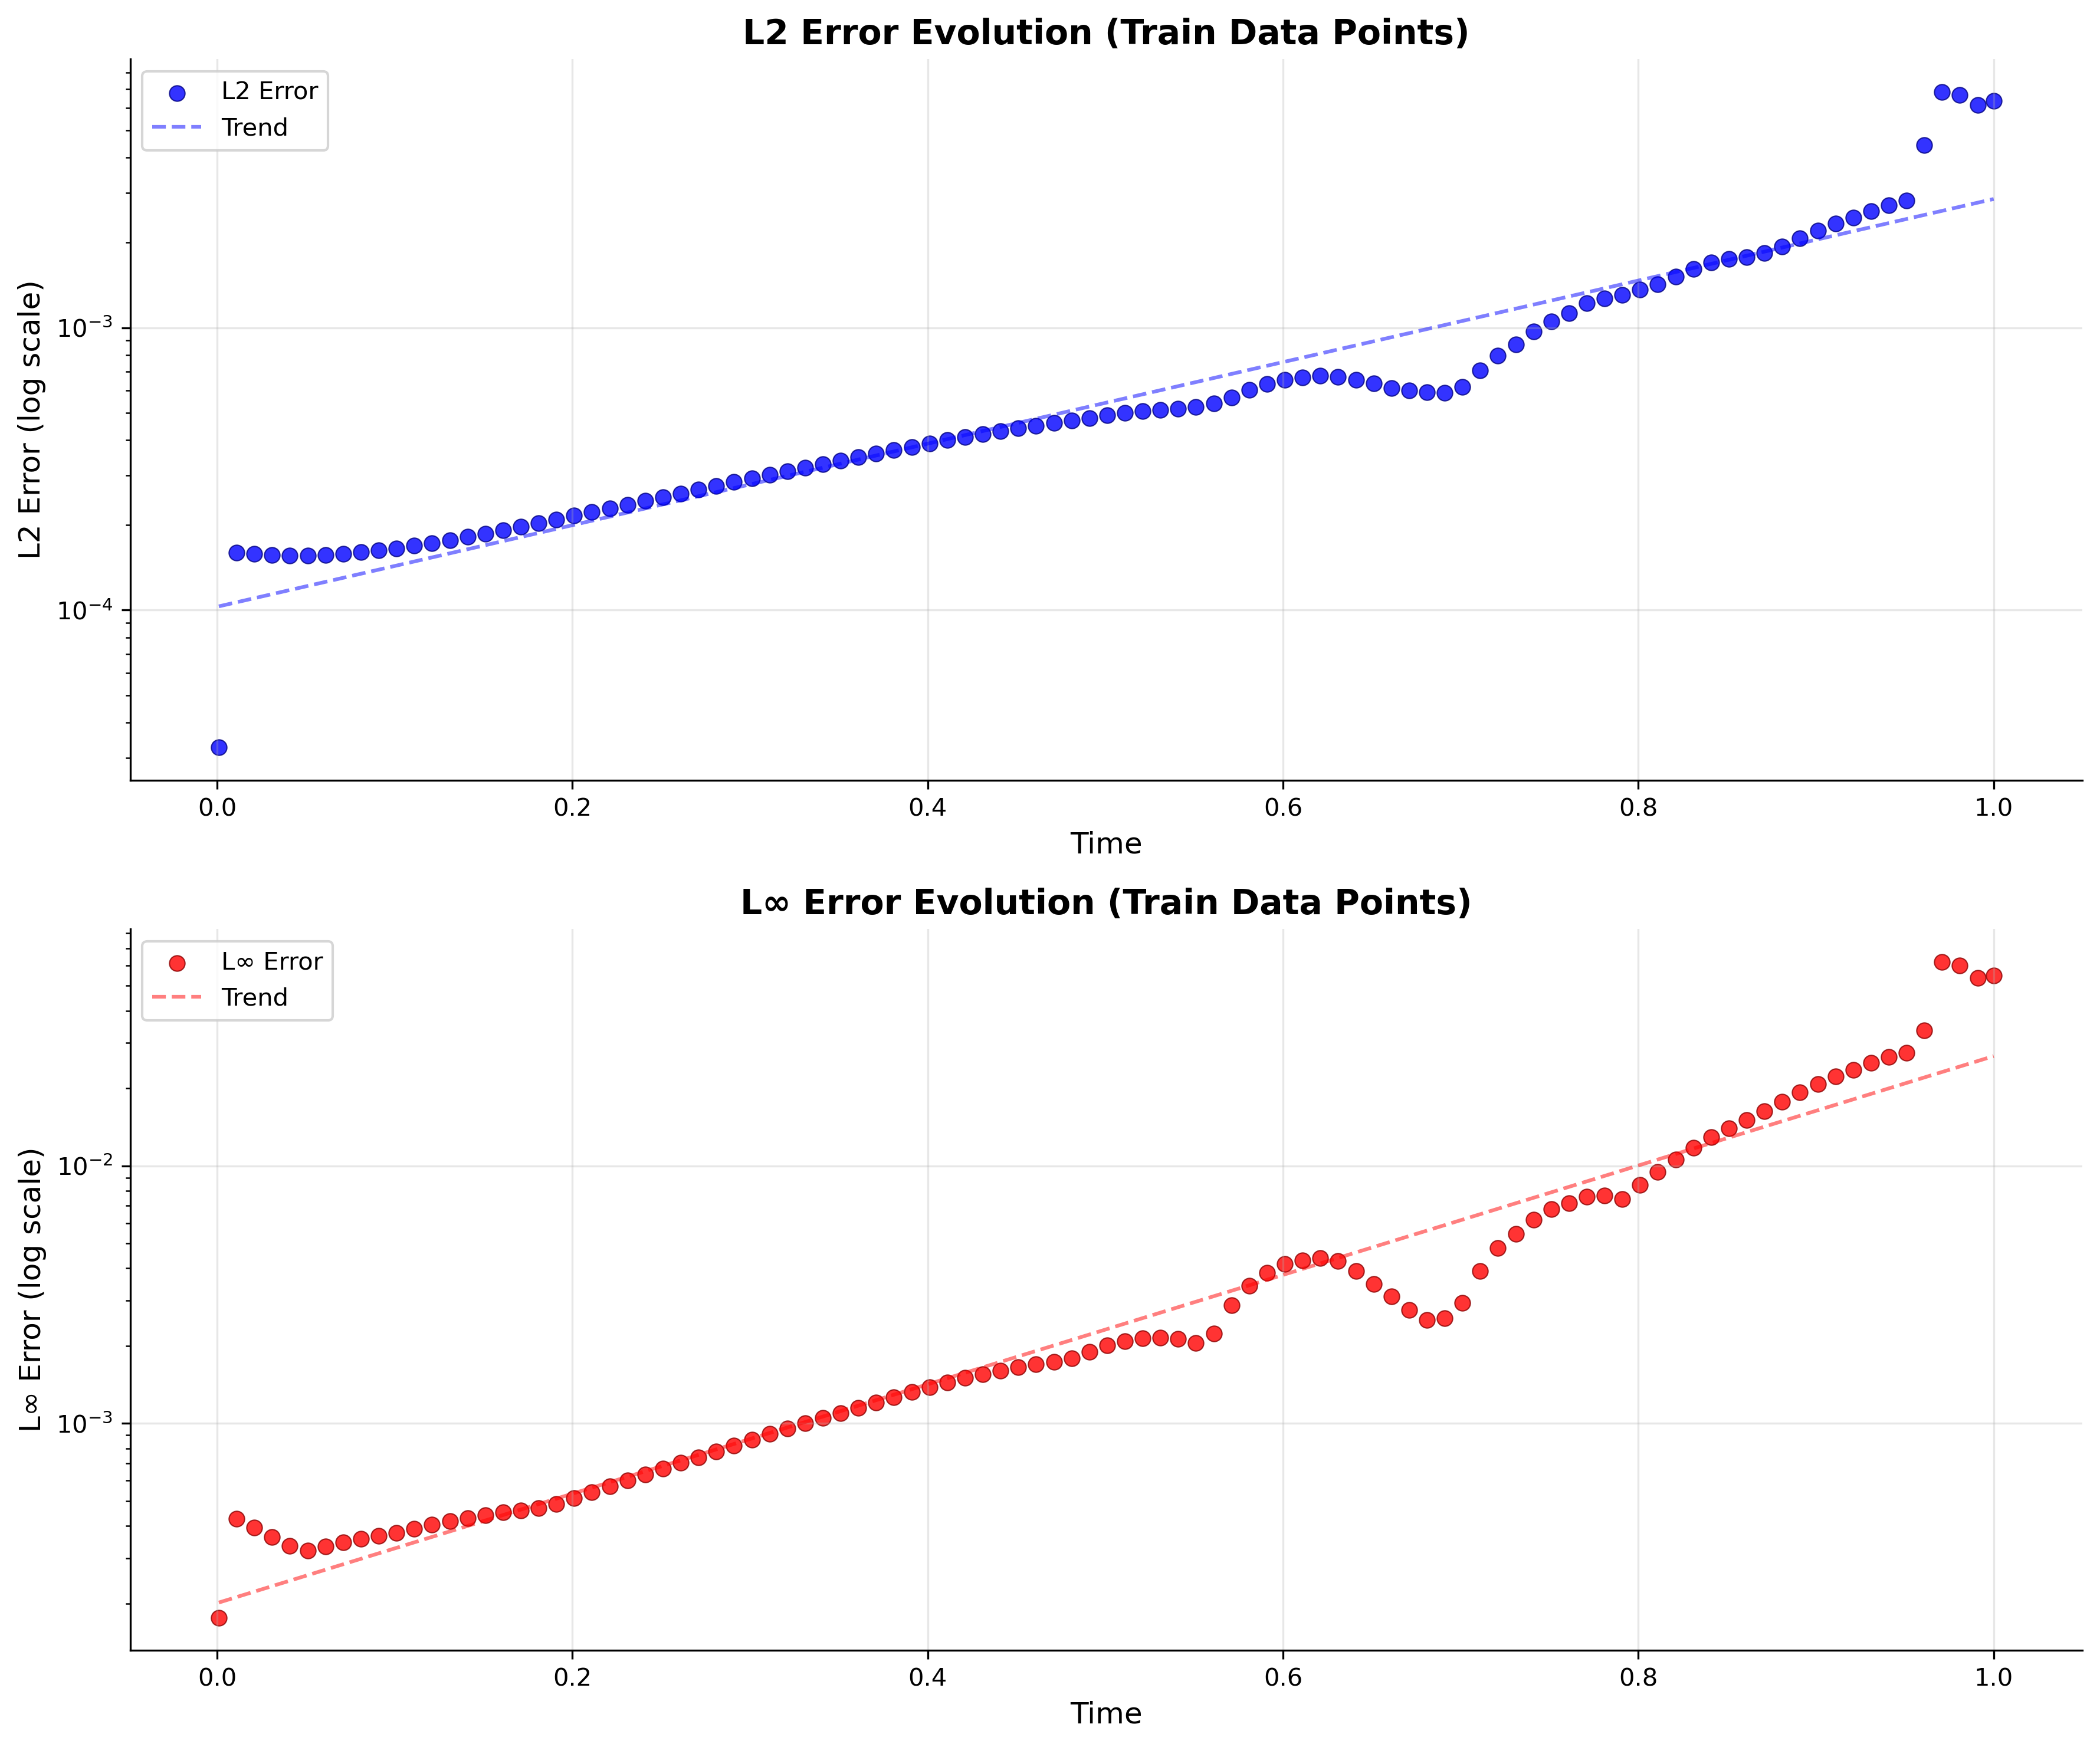 L2 Error Evolution (Train Data Points)
L2 Error
Trend
L2 Error (log scale)
10⁻³
10⁻⁴
0.0 0.2 0.4 0.6 0.8 1.0
Time
L∞ Error Evolution (Train Data Points)
L∞ Error
Trend
L∞ Error (log scale)
10⁻²
10⁻³
0.0 0.2 0.4 0.6 0.8 1.0
Time